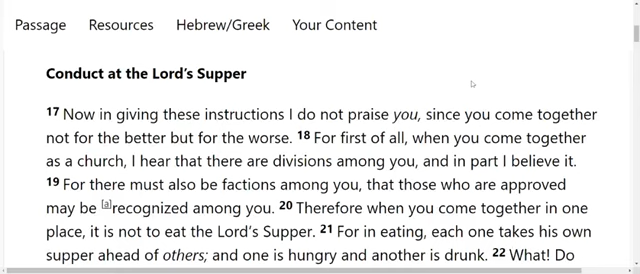 Passage Resources Hebrew/Greek Your Content
Conduct at the Lord's Supper
17 Now in giving these instructions I do not praise you, since you come together
not for the better but for the worse. 18 For first of all, when you come together
as a church, I hear that there are divisions among you, and in part I believe it.
19 For there must also be factions among you, that those who are approved
may be [a]recognized among you. 20 Therefore when you come together in one
place, it is not to eat the Lord's Supper. 21 For in eating, each one takes his own
supper ahead of others; and one is hungry and another is drunk. 22 What! Do